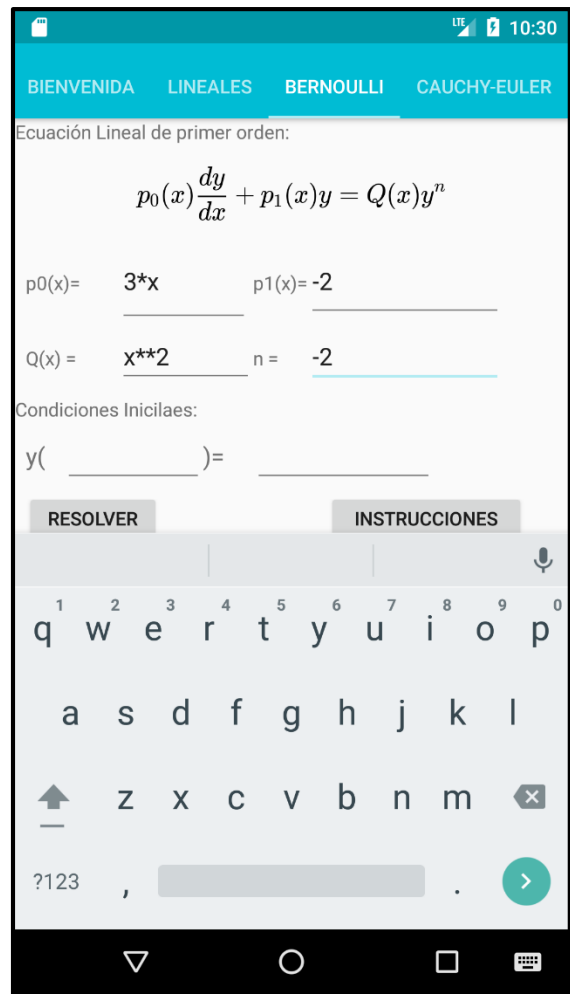 LTE 10:30
BIENVENIDA LINEALES BERNOULLI CAUCHY-EULER
Ecuación Lineal de primer orden:
p₀(x) dy/dx + p₁(x)y = Q(x)yⁿ
p0(x)= 3*x p1(x)= -2
Q(x) = x**2 n = -2
Condiciones Inicilaes:
y( )=
RESOLVER INSTRUCCIONES
1 2 3 4 5 6 7 8 9 0
q w e r t y u i o p
a s d f g h j k l
z x c v b n m
?123 , .